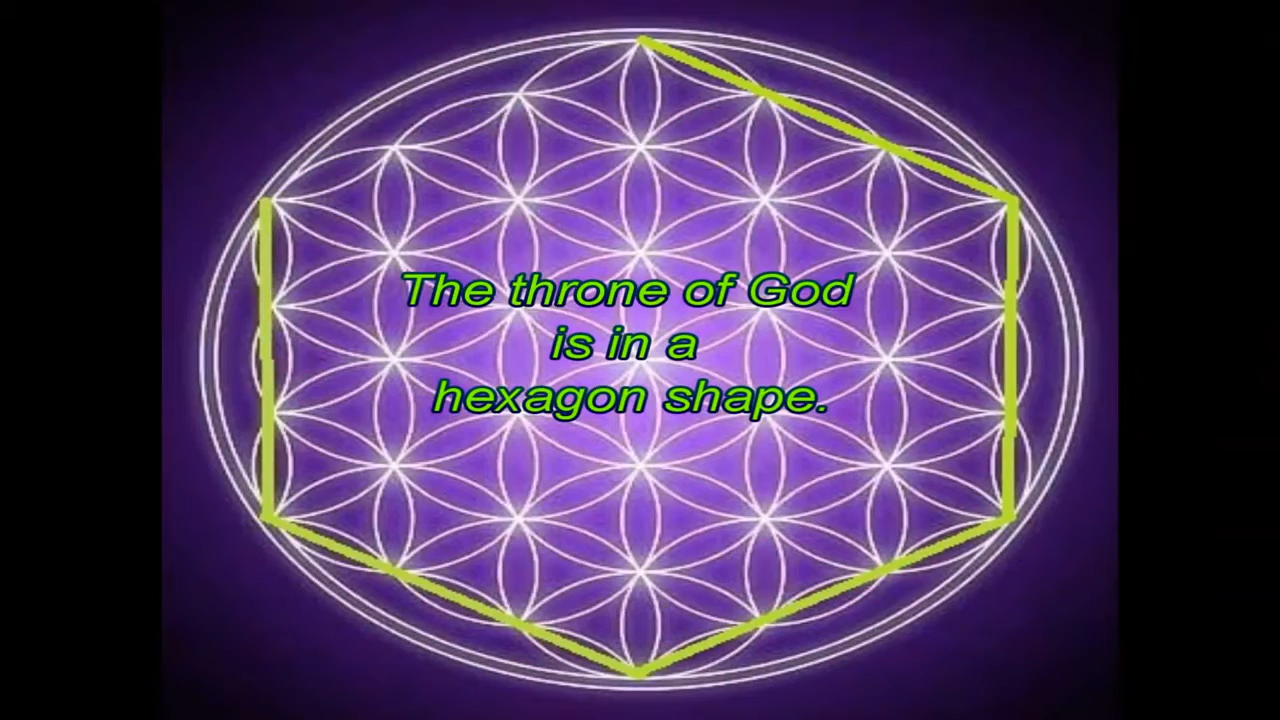 The throne of God
is in a
hexagon shape.